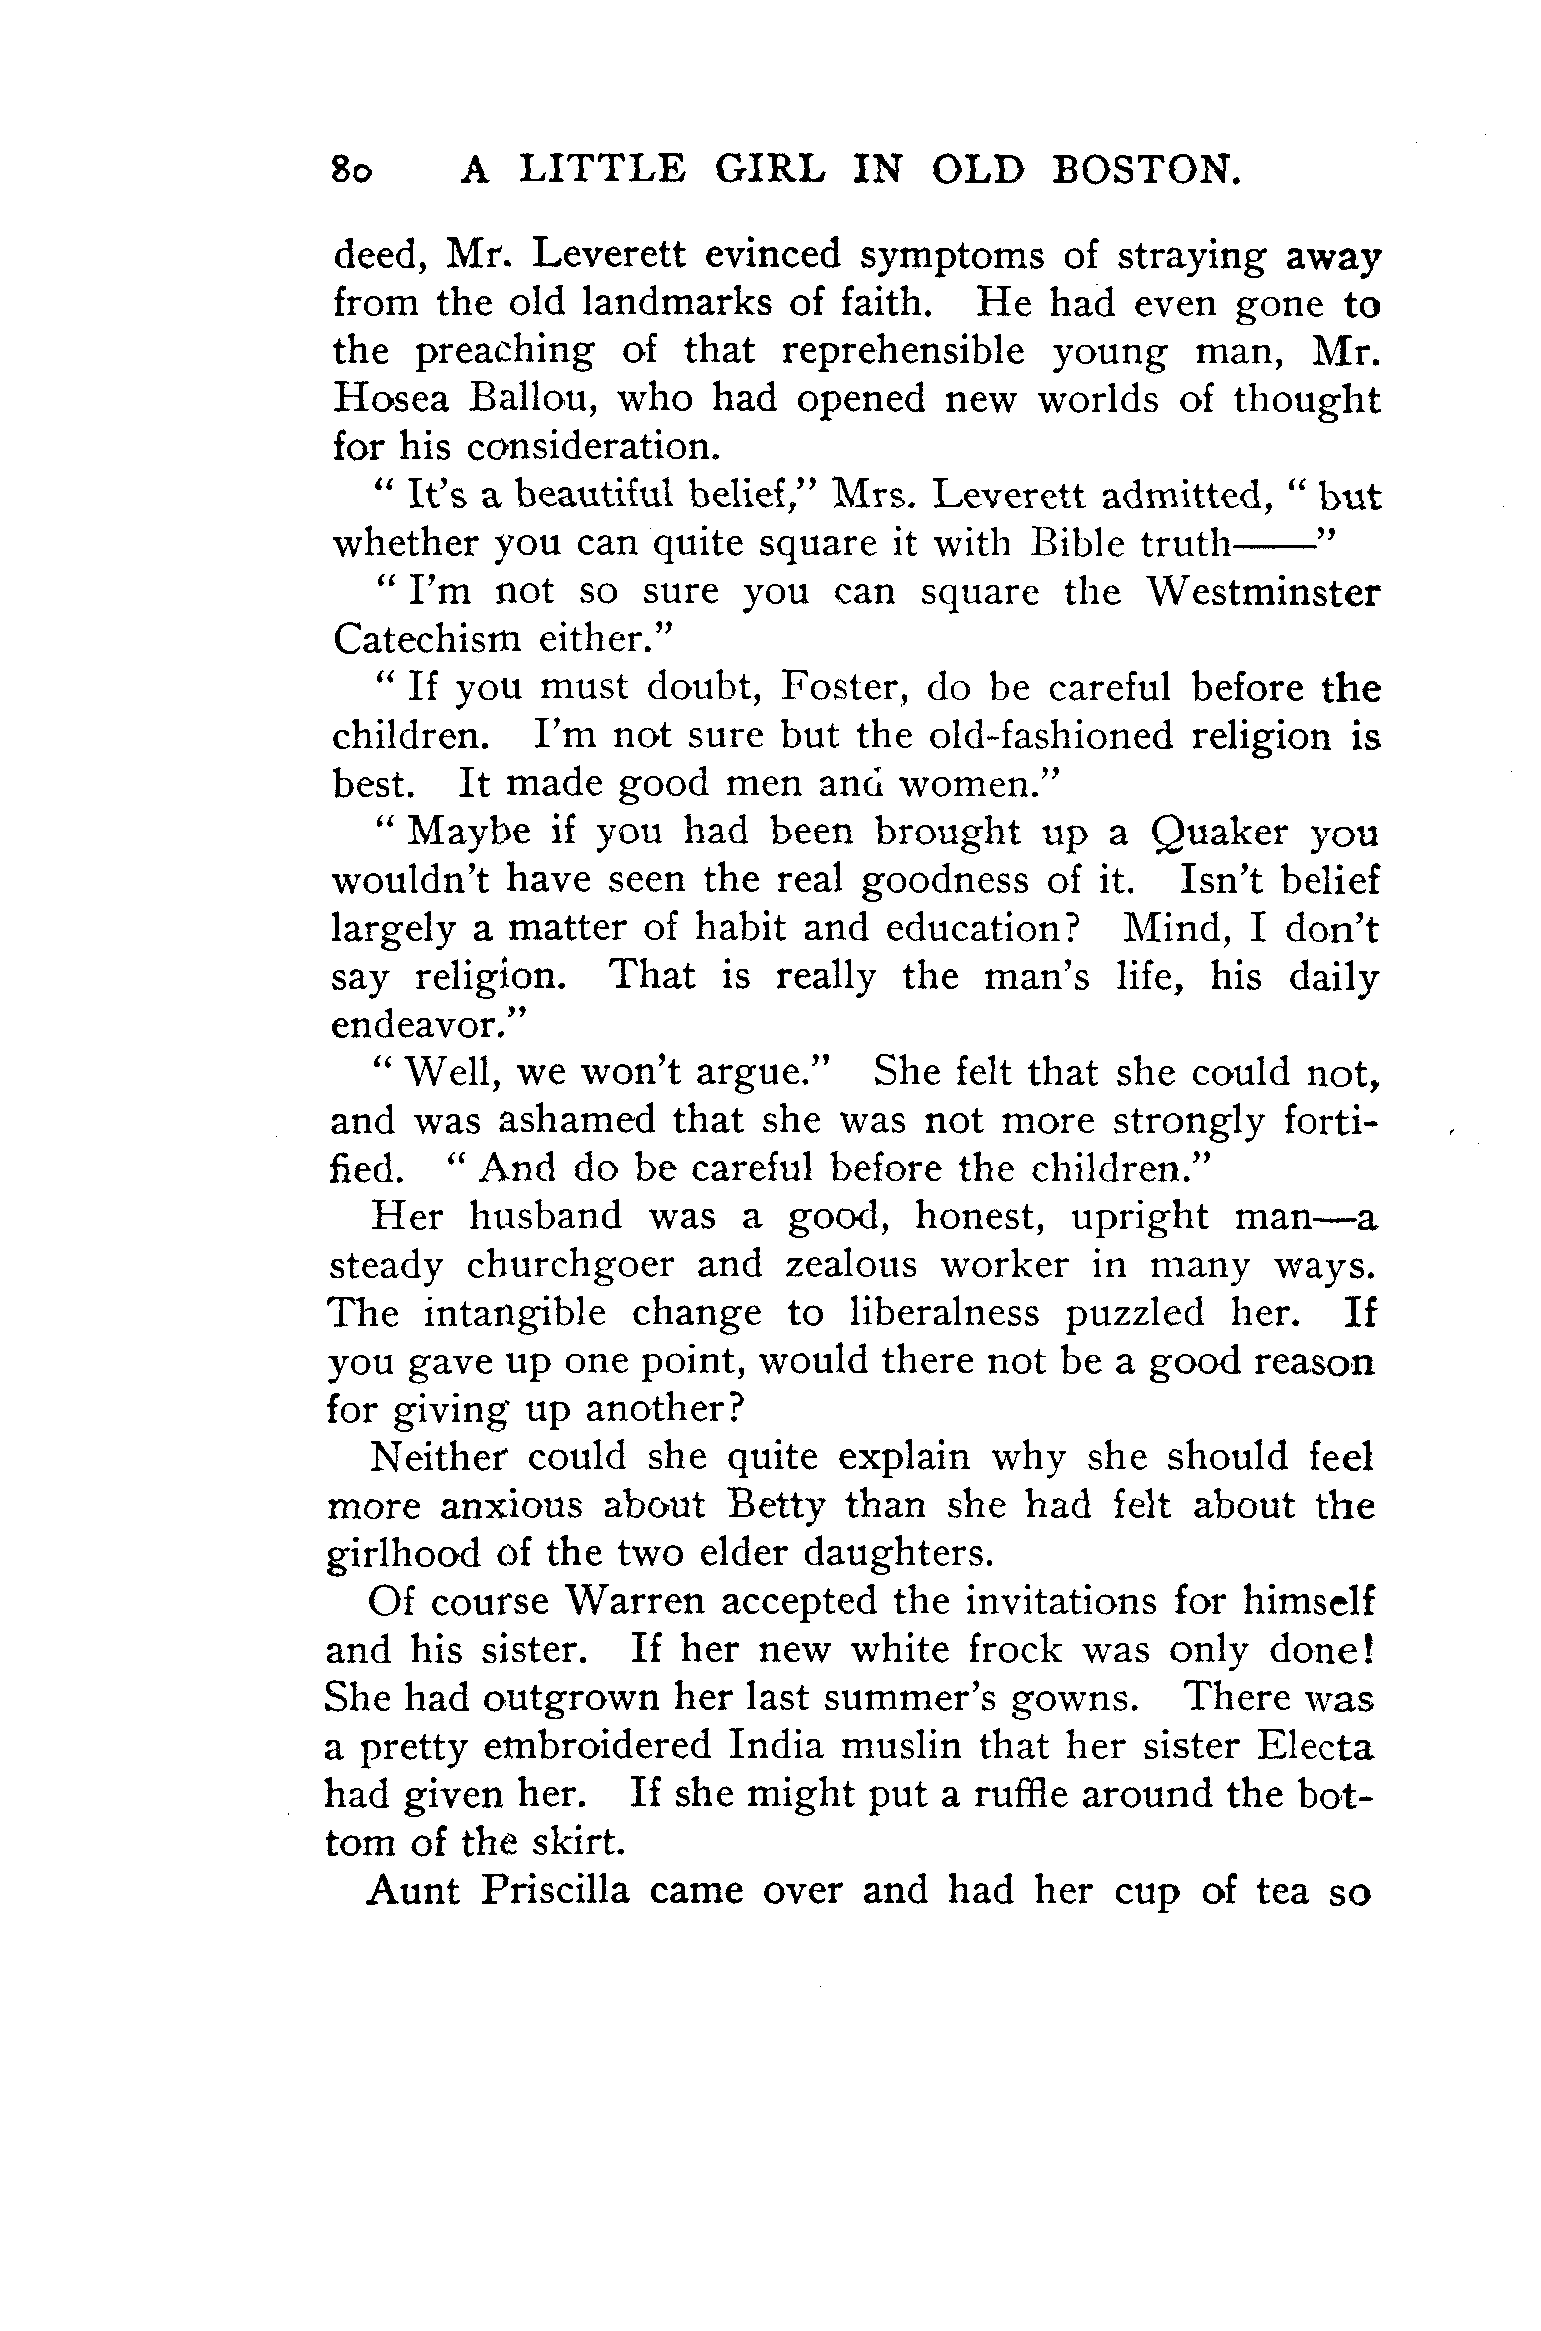 80 A LITTLE GIRL IN OLD BOSTON.
deed, Mr. Leverett evinced symptoms of straying away
from the old landmarks of faith. He had even gone to
the preaching of that reprehensible young man, Mr.
Hosea Ballou, who had opened new worlds of thought
for his consideration.
" It's a beautiful belief," Mrs. Leverett admitted, " but
whether you can quite square it with Bible truth——"
" I'm not so sure you can square the Westminster
Catechism either."
" If you must doubt, Foster, do be careful before the
children. I'm not sure but the old-fashioned religion is
best. It made good men and women."
" Maybe if you had been brought up a Quaker you
wouldn't have seen the real goodness of it. Isn't belief
largely a matter of habit and education? Mind, I don't
say religion. That is really the man's life, his daily
endeavor."
" Well, we won't argue." She felt that she could not,
and was ashamed that she was not more strongly forti-
fied. " And do be careful before the children."
Her husband was a good, honest, upright man—a
steady churchgoer and zealous worker in many ways.
The intangible change to liberalness puzzled her. If
you gave up one point, would there not be a good reason
for giving up another?
Neither could she quite explain why she should feel
more anxious about Betty than she had felt about the
girlhood of the two elder daughters.
Of course Warren accepted the invitations for himself
and his sister. If her new white frock was only done!
She had outgrown her last summer's gowns. There was
a pretty embroidered India muslin that her sister Electa
had given her. If she might put a ruffle around the bot-
tom of the skirt.
Aunt Priscilla came over and had her cup of tea so